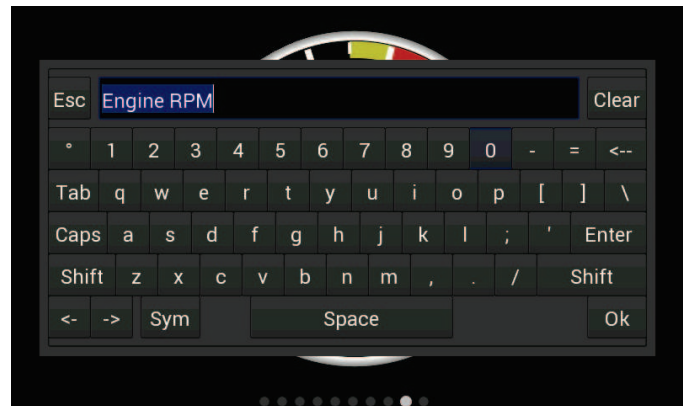 Esc Engine RPM Clear
° 1 2 3 4 5 6 7 8 9 0 - = <--
Tab q w e r t y u i o p [ ] \
Caps a s d f g h j k l ; ' Enter
Shift z x c v b n m , . / Shift
<- -> Sym Space Ok